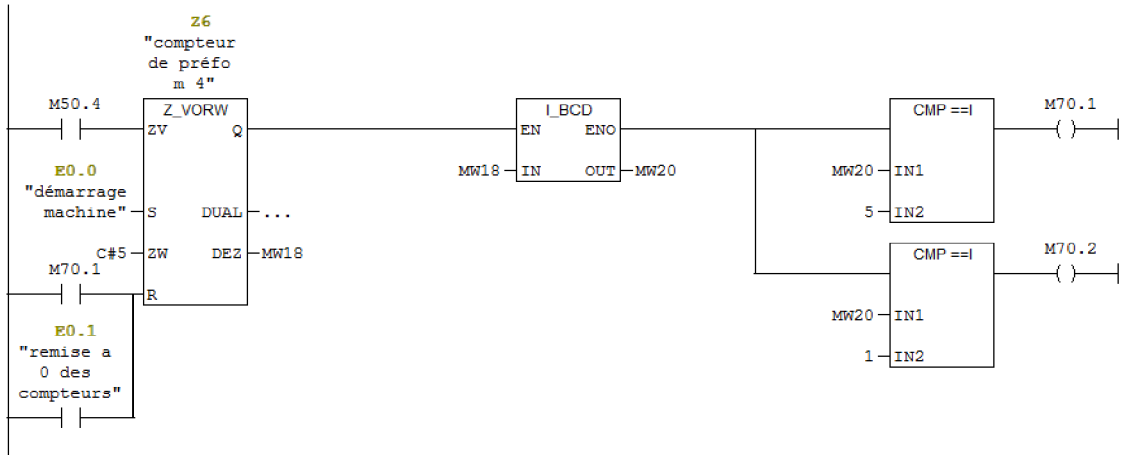 Z6
"compteur
de préfo
m 4"
M50.4
Z_VORW
I_BCD
CMP ==I
M70.1
ZV Q
EN ENO
E0.0
"démarrage
machine"
S DUAL ...
MW18 IN OUT MW20
MW20 IN1
5 IN2
C#5 ZW DEZ MW18
M70.1
R
CMP ==I
M70.2
E0.1
"remise a
0 des
compteurs"
MW20 IN1
1 IN2